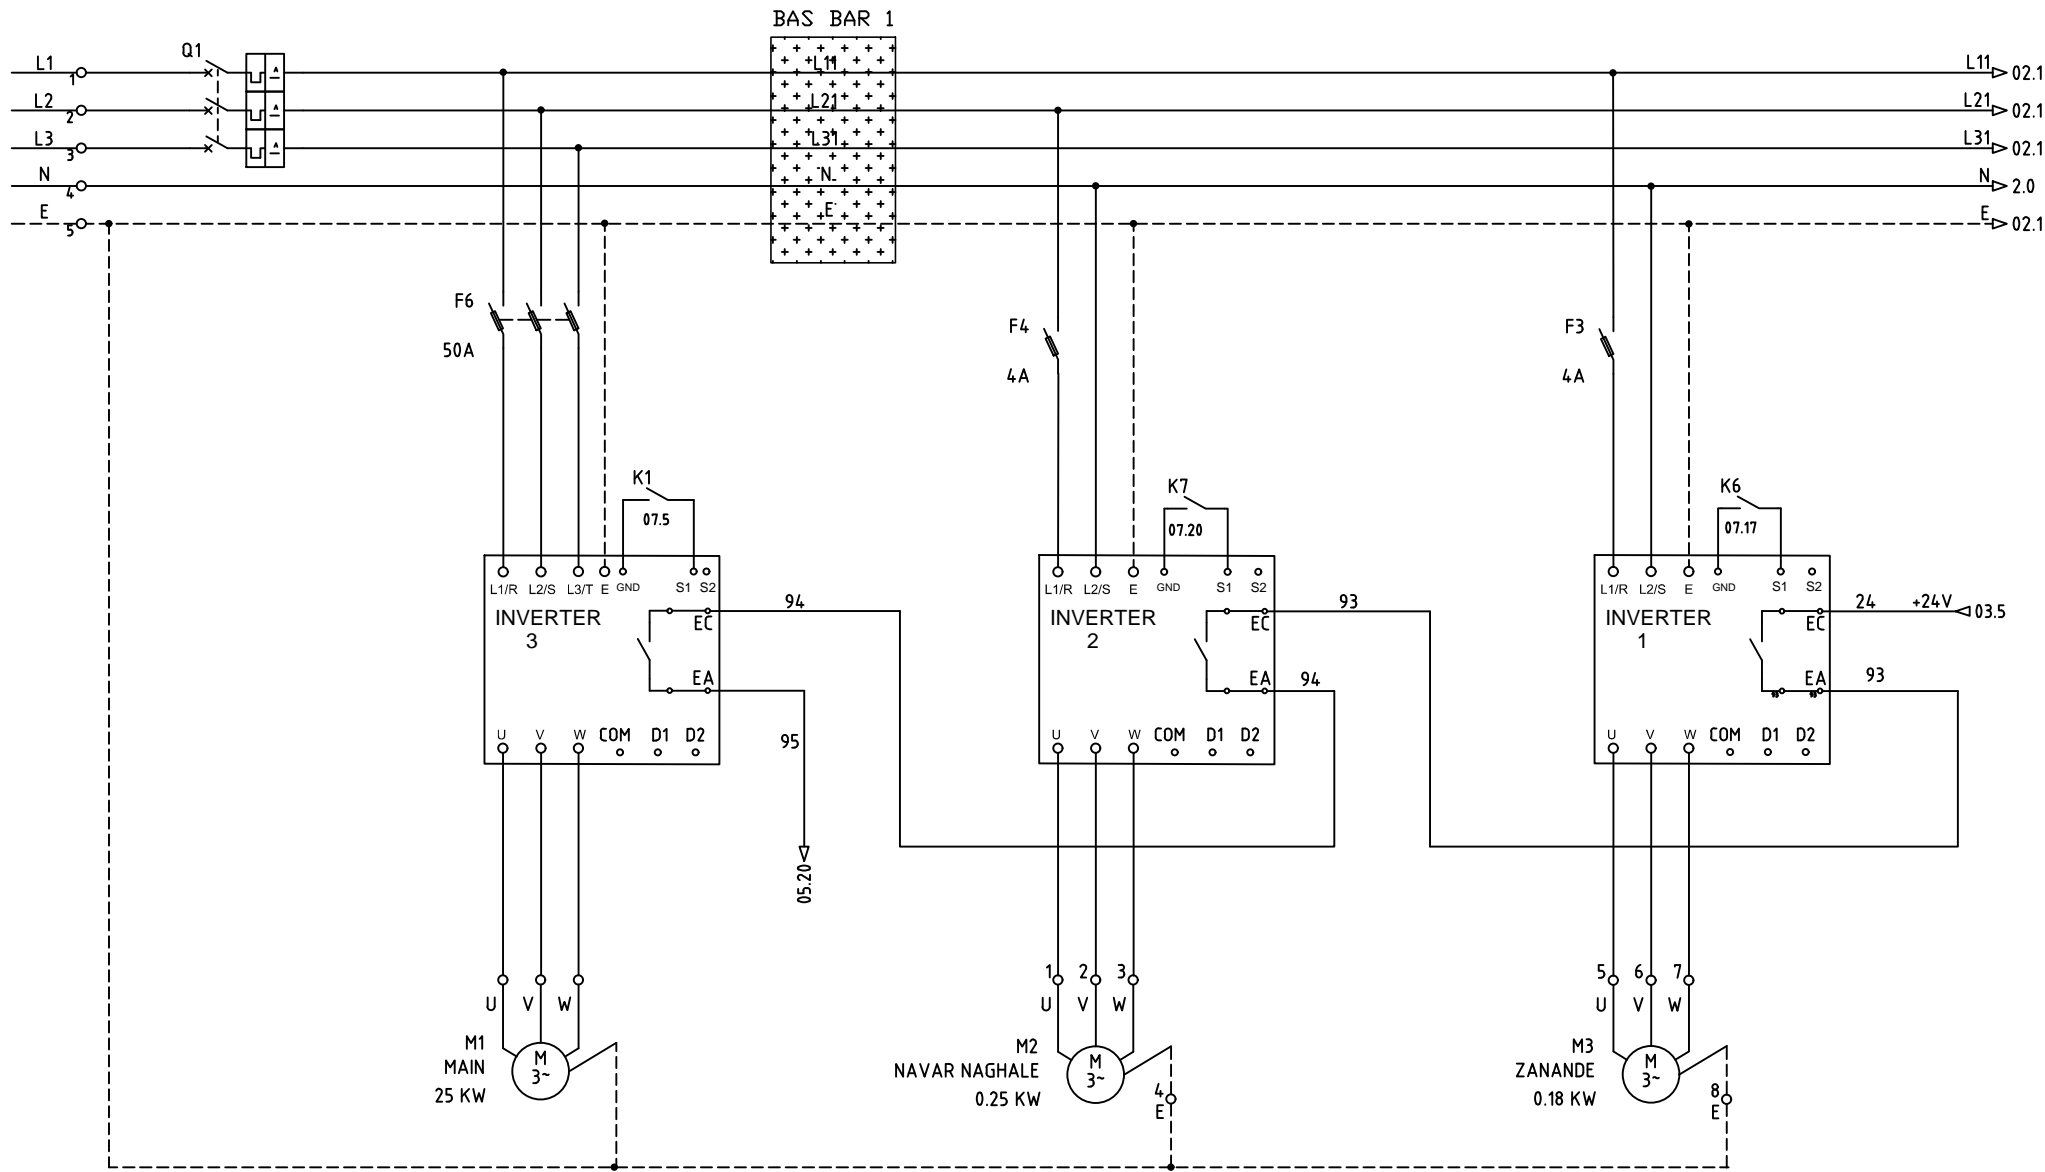 BAS BAR 1
Q1
L1 1 L11 L11 02.1
L2 2 L21 L21 02.1
L3 3 L31 L31 02.1
N 4 N N 2.0
E 5 E E 02.1
F6
50A
F4
4A
F3
4A
K1
07.5
K7
07.20
K6
07.17
L1/R L2/S L3/T E GND S1 S2
INVERTER
3
EC
94
EA
95
U V W COM D1 D2
05.20
L1/R L2/S E GND S1 S2
INVERTER
2
EC
93
EA
94
U V W COM D1 D2
L1/R L2/S E GND S1 S2
INVERTER
1
EC
24 +24V 03.5
EA
93
93 93
U V W COM D1 D2
U V W
M1
MAIN
25 KW
M
3~
1 2 3
U V W
M2
NAVAR NAGHALE
0.25 KW
M
3~
4
E
5 6 7
U V W
M3
ZANANDE
0.18 KW
M
3~
8
E